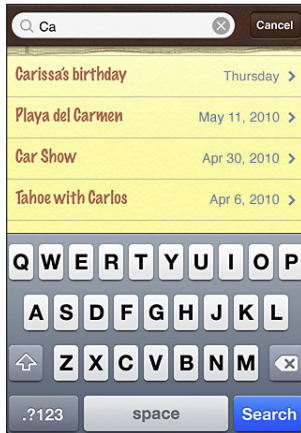 Ca Cancel
Carissa's birthday Thursday
Playa del Carmen May 11, 2010
Car Show Apr 30, 2010
Tahoe with Carlos Apr 6, 2010
Q W E R T Y U I O P
A S D F G H J K L
Z X C V B N M
.?123 space Search